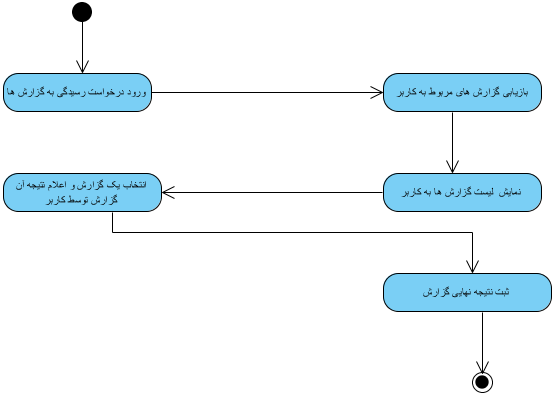 ورود درخواست رسیدگی به گزارش ها
بازیابی گزارش های مربوط به کاربر
نمایش لیست گزارش ها به کاربر
انتخاب یک گزارش و اعلام نتیجه آن
گزارش توسط کاربر
ثبت نتیجه نهایی گزارش